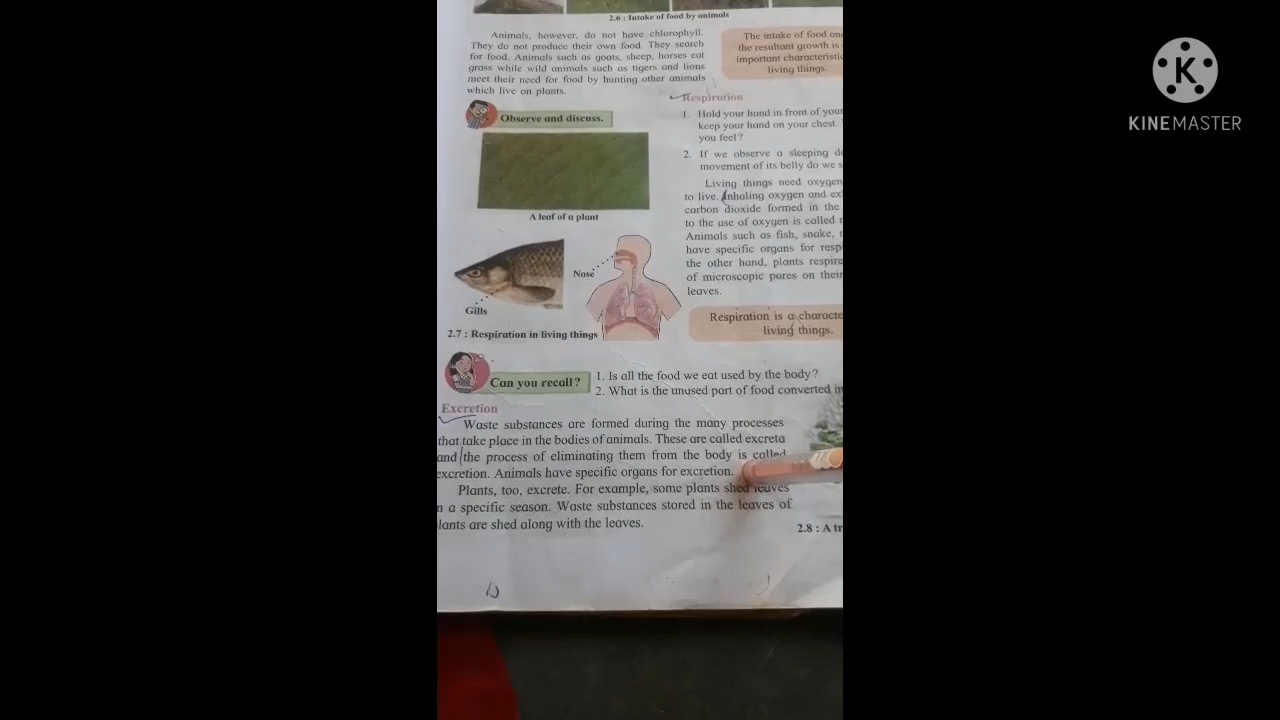 2.6 : Intake of food by animals
Animals, however, do not have chlorophyll.
They do not produce their own food. They search
for food. Animals such as goats, sheep, horses eat
grass while wild animals such as tigers and lions
meet their need for food by hunting other animals
which live on plants.
The intake of food an
the resultant growth is
important characteristi
living things.
Observe and discuss.
A leaf of a plant
Gills
Nose
2.7 : Respiration in living things
Respiration
1. Hold your hand in front of your
keep your hand on your chest.
you feel?
2. If we observe a sleeping d
movement of its belly do we s
Living things need oxygen
to live. Inhaling oxygen and ex
carbon dioxide formed in the
to the use of oxygen is called
Animals such as fish, snake,
have specific organs for resp
the other hand, plants respire
of microscopic pores on their
leaves.
Respiration is a characte
living things.
Can you recall?
1. Is all the food we eat used by the body?
2. What is the unused part of food converted in
Excretion
Waste substances are formed during the many processes
that take place in the bodies of animals. These are called excreta
and the process of eliminating them from the body is called
excretion. Animals have specific organs for excretion.
Plants, too, excrete. For example, some plants shed leaves
n a specific season. Waste substances stored in the leaves of
lants are shed along with the leaves.
2.8 : A tr
K
KINEMASTER